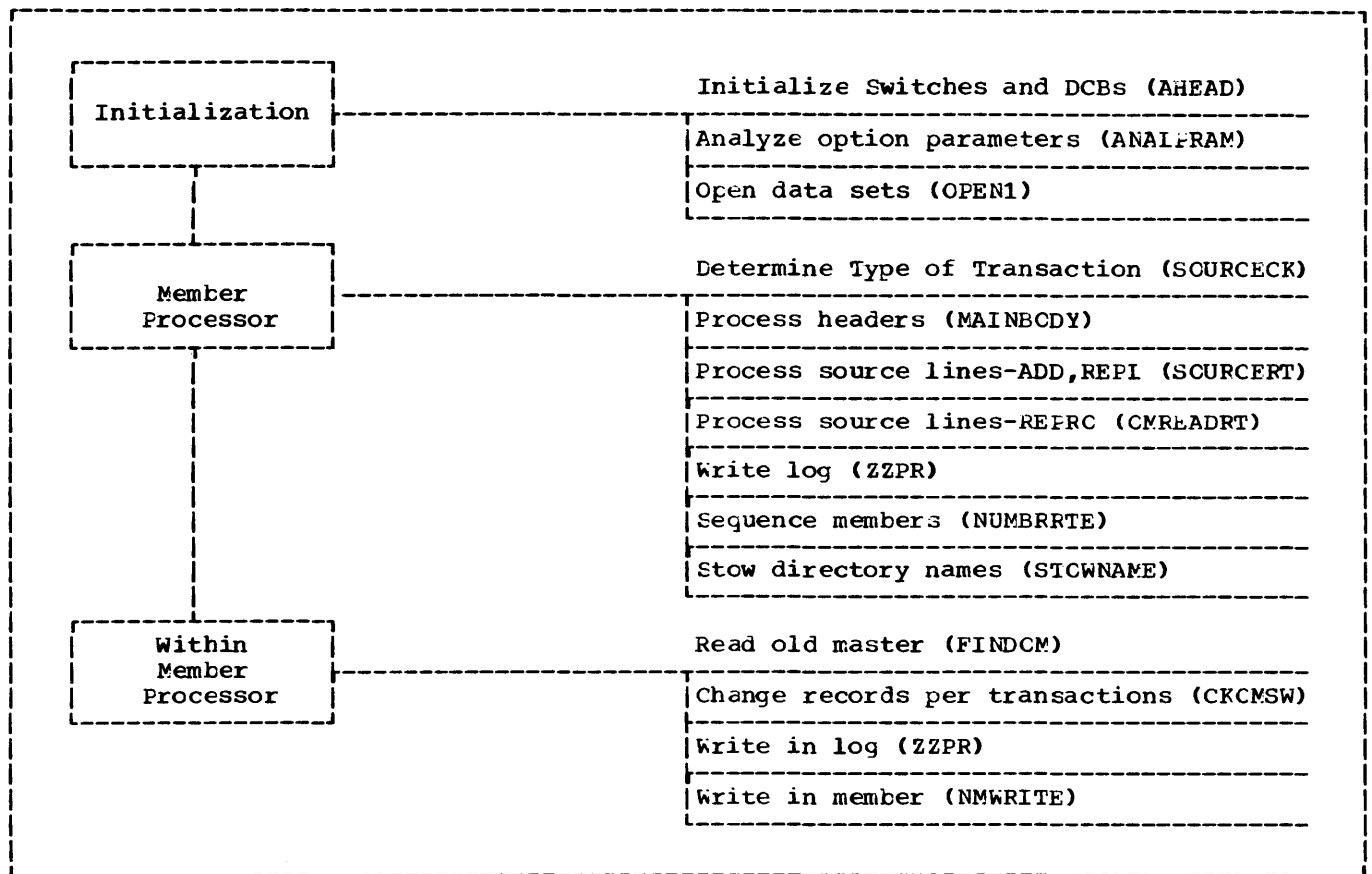 Initialization
Initialize Switches and DCBs (AHEAD)
Analyze option parameters (ANALPRAM)
Open data sets (OPEN1)
Member
Processor
Determine Type of Transaction (SOURCECK)
Process headers (MAINBODY)
Process source lines-ADD,REPL (SOURCERT)
Process source lines-REPRC (CMREADRT)
Write log (ZZPR)
Sequence members (NUMBRRTE)
Stow directory names (STOWNAME)
Within
Member
Processor
Read old master (FINDOM)
Change records per transactions (CKOMSW)
Write in log (ZZPR)
Write in member (NMWRITE)